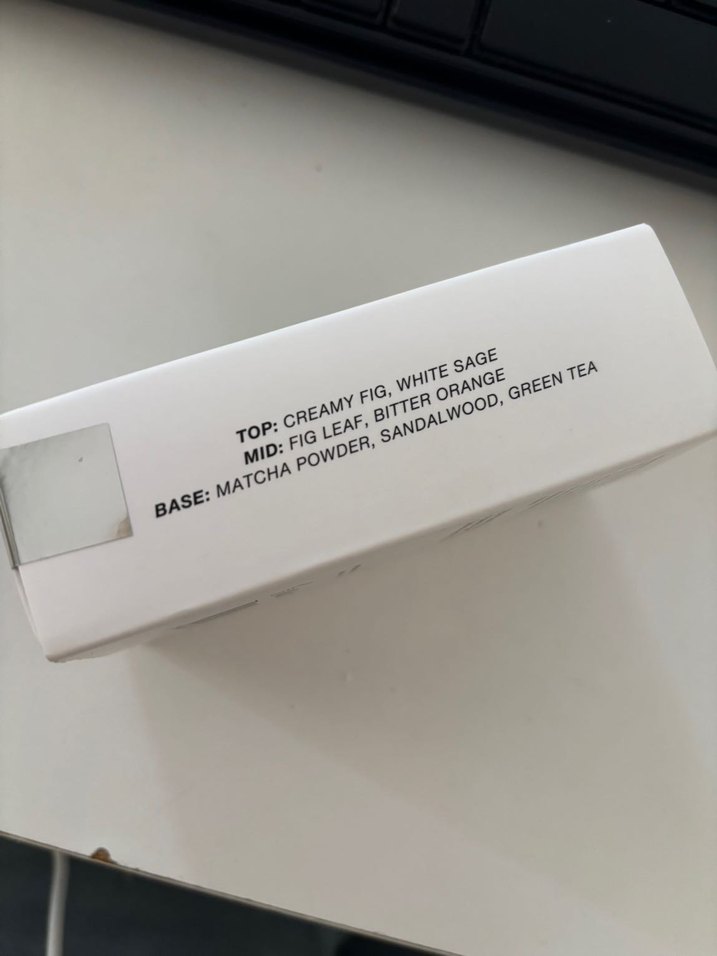 TOP: CREAMY FIG, WHITE SAGE
MID: FIG LEAF, BITTER ORANGE
BASE: MATCHA POWDER, SANDALWOOD, GREEN TEA